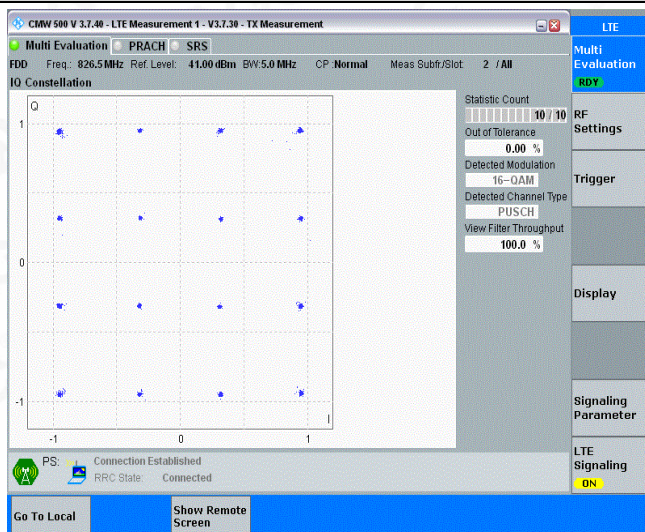 CMW 500 V 3.7.40 - LTE Measurement 1 - V3.7.30 - TX Measurement
LTE
Multi Evaluation PRACH SRS
Multi
Evaluation
RDY
FDD Freq.: 826.5 MHz Ref. Level: 41.00 dBm BW:5.0 MHz CP :Normal Meas Subfr./Slot: 2 / All
IQ Constellation
Q
1
0
-1
-1 0 1
I
Statistic Count
10 / 10
Out of Tolerance
0.00 %
Detected Modulation
16-QAM
Detected Channel Type
PUSCH
View Filter Throughput
100.0 %
RF
Settings
Trigger
Display
Signaling
Parameter
LTE
Signaling
ON
PS: Connection Established
RRC State: Connected
Go To Local
Show Remote
Screen